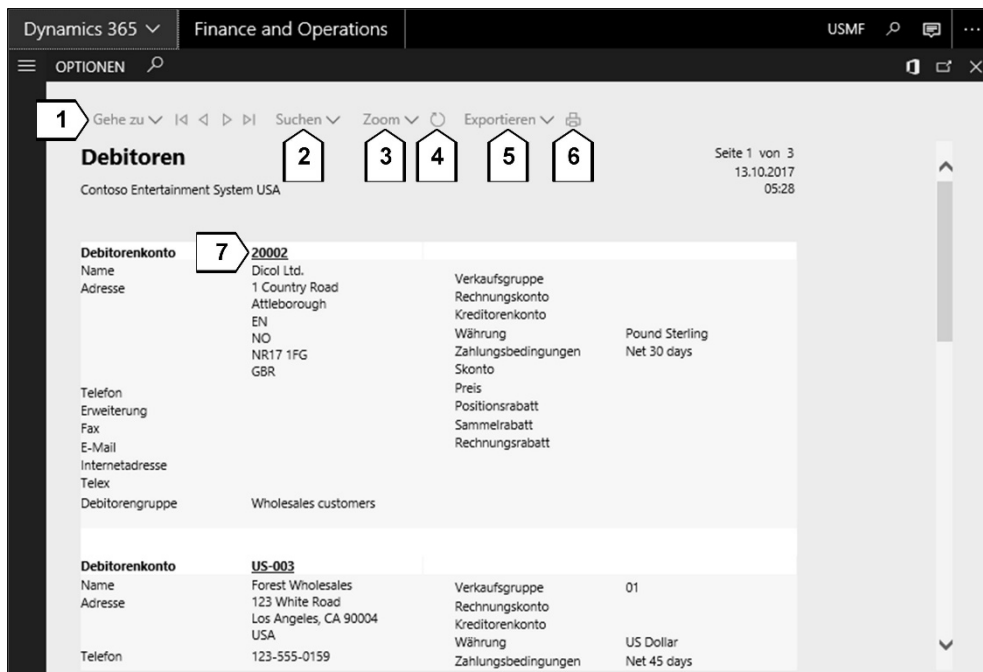 Dynamics 365 Finance and Operations USMF ...
OPTIONEN
1 Gehe zu Suchen Zoom Exportieren
2 3 4 5 6
Debitoren Seite 1 von 3
13.10.2017
Contoso Entertainment System USA 05:28
Debitorenkonto 7 20002
Name Dicol Ltd. Verkaufsgruppe
Adresse 1 Country Road Rechnungskonto
Attleborough Kreditorenkonto
EN Währung Pound Sterling
NO Zahlungsbedingungen Net 30 days
NR17 1FG Skonto
GBR Preis
Telefon Positionsrabatt
Erweiterung Sammelrabatt
Fax Rechnungsrabatt
E-Mail
Internetadresse
Telex
Debitorengruppe Wholesales customers
Debitorenkonto US-003
Name Forest Wholesales Verkaufsgruppe 01
Adresse 123 White Road Rechnungskonto
Los Angeles, CA 90004 Kreditorenkonto
USA Währung US Dollar
Telefon 123-555-0159 Zahlungsbedingungen Net 45 days